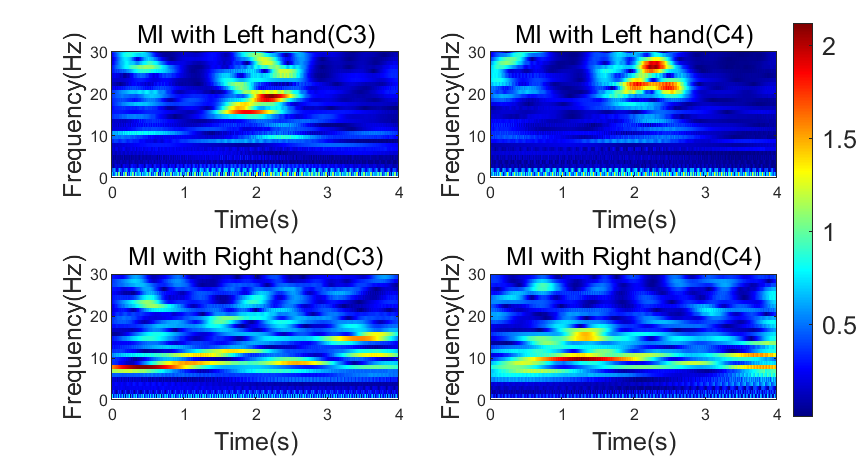 MI with Left hand(C3)
Frequency(Hz)
30
20
10
0
0 1 2 3 4
Time(s)
MI with Left hand(C4)
Frequency(Hz)
30
20
10
0
0 1 2 3 4
Time(s)
MI with Right hand(C3)
Frequency(Hz)
30
20
10
0
0 1 2 3 4
Time(s)
MI with Right hand(C4)
Frequency(Hz)
30
20
10
0
0 1 2 3 4
Time(s)
2
1.5
1
0.5